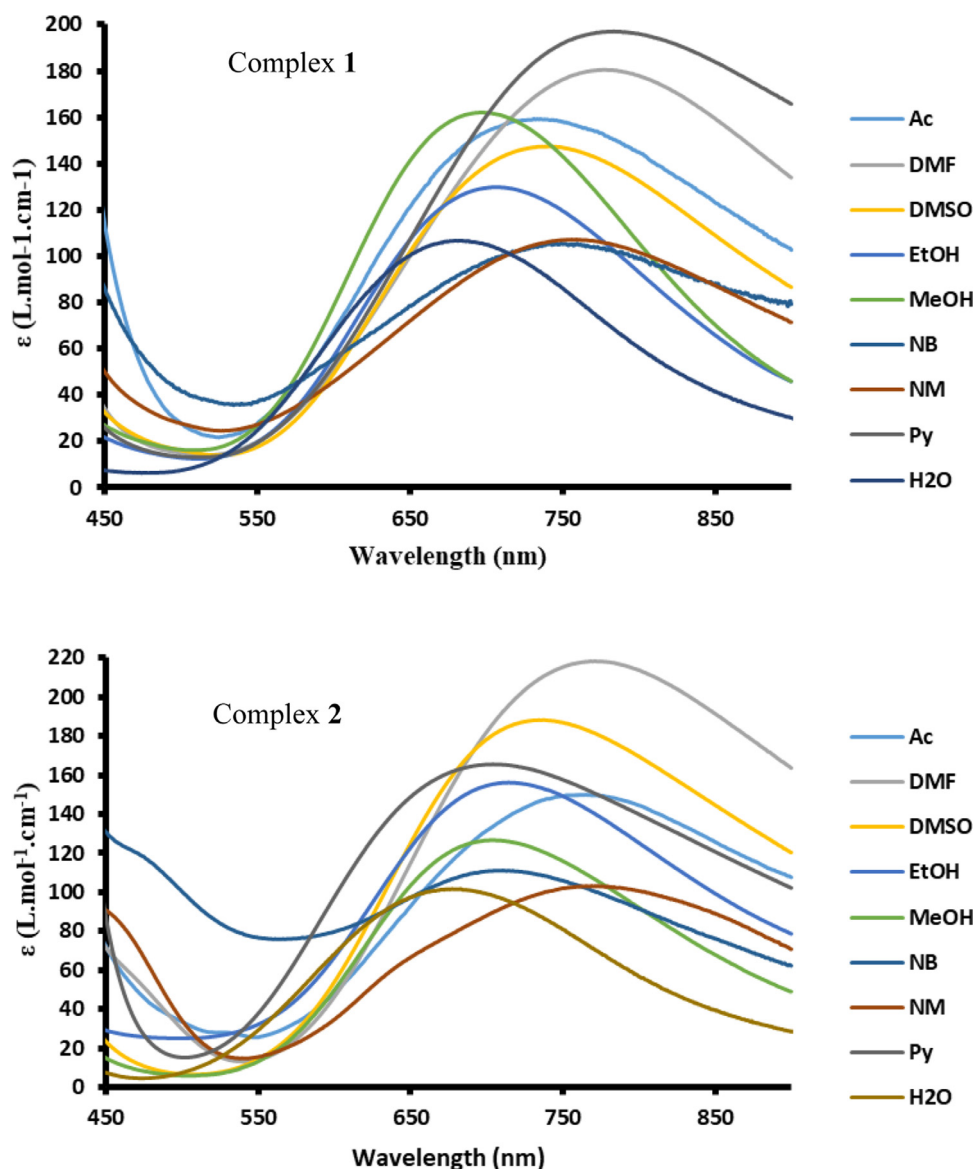 Complex 1
200
180
160
140
120
100
80
60
40
20
0
ε (L.mol-1.cm-1)
450
550
650
750
850
Wavelength (nm)
Ac
DMF
DMSO
EtOH
MeOH
NB
NM
Py
H2O
Complex 2
220
200
180
160
140
120
100
80
60
40
20
0
ε (L.mol⁻¹.cm⁻¹)
450
550
650
750
850
Wavelength (nm)
Ac
DMF
DMSO
EtOH
MeOH
NB
NM
Py
H2O